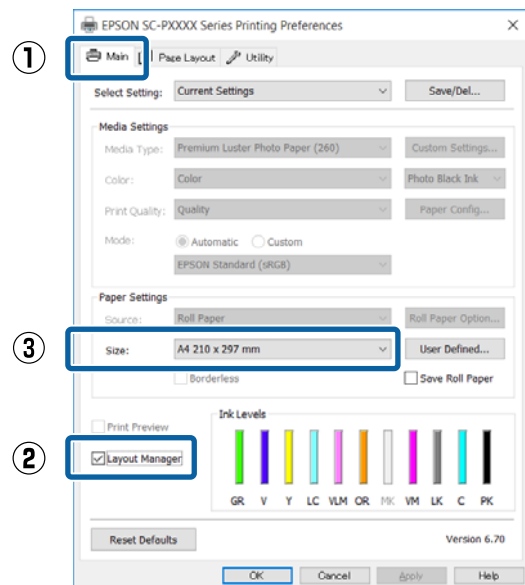 EPSON SC-PXXXX Series Printing Preferences
① Main Page Layout Utility
Select Setting: Current Settings Save/Del...
Media Settings
Media Type: Premium Luster Photo Paper (260) Custom Settings...
Color: Color Photo Black Ink
Print Quality: Quality Paper Config...
Mode: Automatic Custom
EPSON Standard (sRGB)
Paper Settings
Source: Roll Paper Roll Paper Option...
③ Size: A4 210 x 297 mm User Defined...
Borderless Save Roll Paper
Print Preview Ink Levels
② Layout Manager
GR V Y LC VLM OR MK VM LK C PK
Reset Defaults Version 6.70
OK Cancel Apply Help